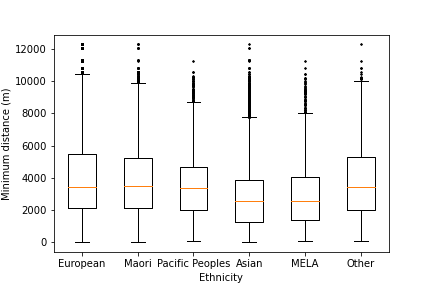 12000
10000
8000
6000
4000
2000
0
Minimum distance (m)
European Maori Pacific Peoples Asian MELA Other
Ethnicity